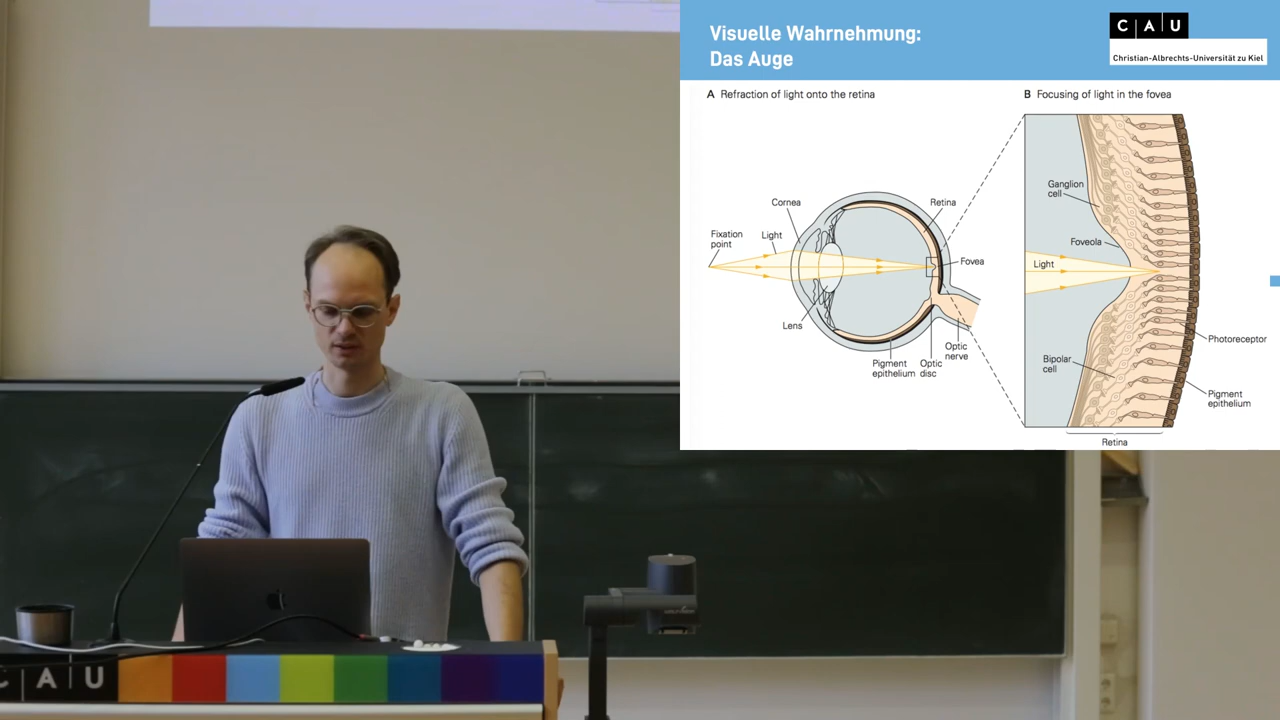 Visuelle Wahrnehmung:
Das Auge
C A U
Christian-Albrechts-Universität zu Kiel
A Refraction of light onto the retina
Cornea
Retina
Fixation
point
Light
Fovea
Lens
Pigment
epithelium
Optic
disc
Optic
nerve
B Focusing of light in the fovea
Ganglion
cell
Foveola
Light
Photoreceptor
Bipolar
cell
Pigment
epithelium
Retina
C A U